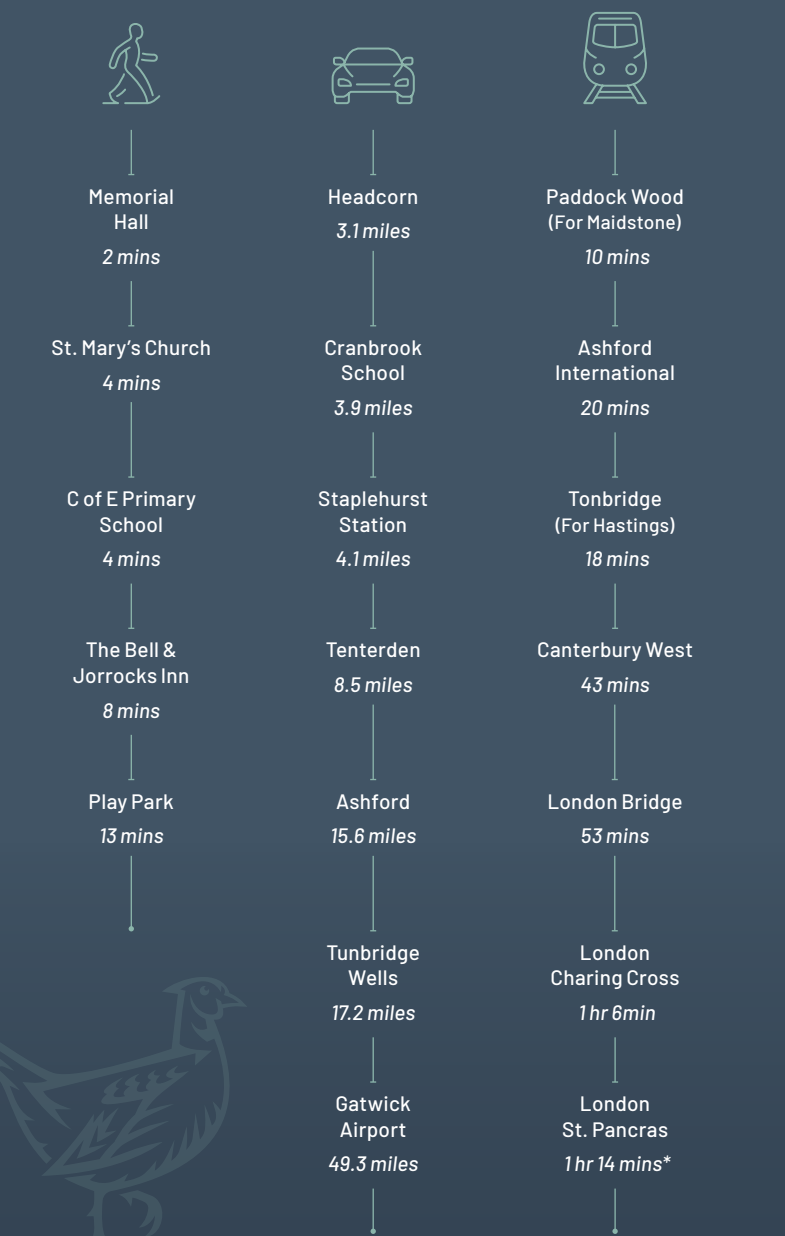 Memorial
Hall
2 mins
St. Mary’s Church
4 mins
C of E Primary
School
4 mins
The Bell &
Jorrocks Inn
8 mins
Play Park
13 mins
Headcorn
3.1 miles
Cranbrook
School
3.9 miles
Staplehurst
Station
4.1 miles
Tenterden
8.5 miles
Ashford
15.6 miles
Tunbridge
Wells
17.2 miles
Gatwick
Airport
49.3 miles
Paddock Wood
(For Maidstone)
10 mins
Ashford
International
20 mins
Tonbridge
(For Hastings)
18 mins
Canterbury West
43 mins
London Bridge
53 mins
London
Charing Cross
1 hr 6min
London
St. Pancras
1 hr 14 mins*